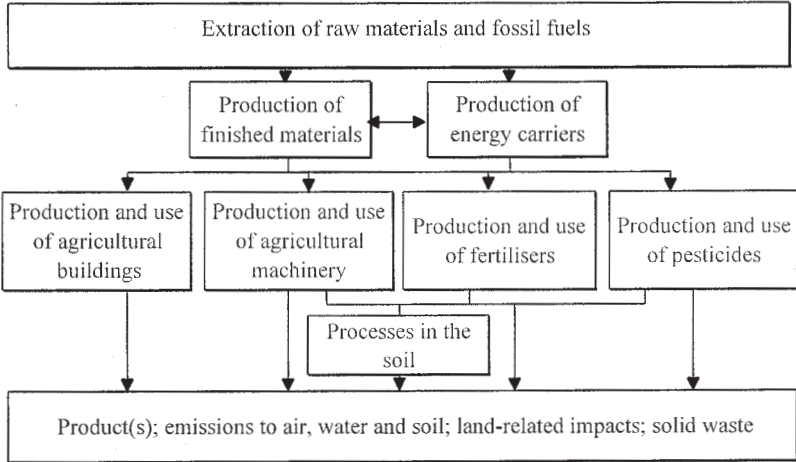 Extraction of raw materials and fossil fuels
Production of
finished materials
Production of
energy carriers
Production and use
of agricultural
buildings
Production and use
of agricultural
machinery
Production and use
of fertilisers
Production and use
of pesticides
Processes in the
soil
Product(s); emissions to air, water and soil; land-related impacts; solid waste